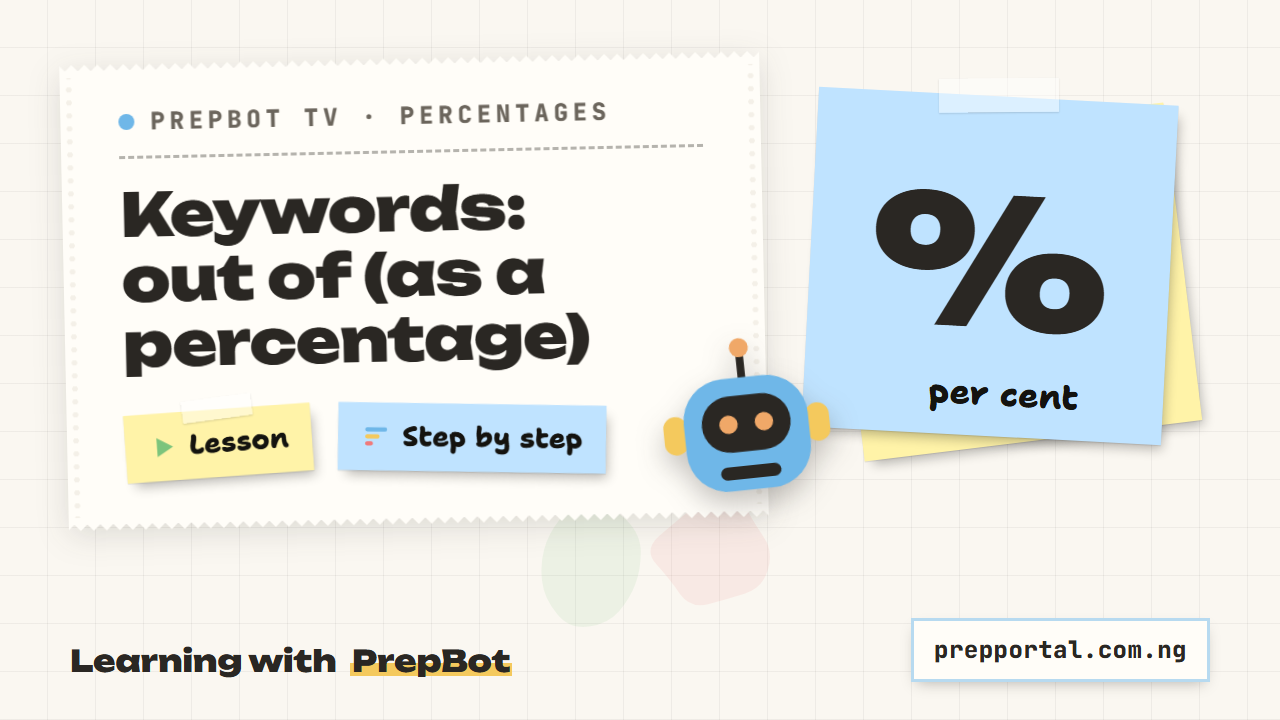 PREPBOT TV · PERCENTAGES
Keywords:
out of (as a
percentage)
Lesson
Step by step
%
per cent
Learning with PrepBot
prepportal.com.ng